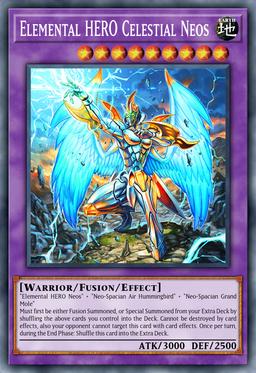 Elemental HERO Celestial Neos
EARTH
地
[Warrior/Fusion/Effect]
"Elemental HERO Neos" + "Neo-Spacian Air Hummingbird" + "Neo-Spacian Grand
Mole"
Must first be either Fusion Summoned, or Special Summoned from your Extra Deck by
shuffling the above cards you control into the Deck. Cannot be destroyed by card
effects, also your opponent cannot target this card with card effects. Once per turn,
during the End Phase: Shuffle this card into the Extra Deck.
ATK/3000 DEF/2500